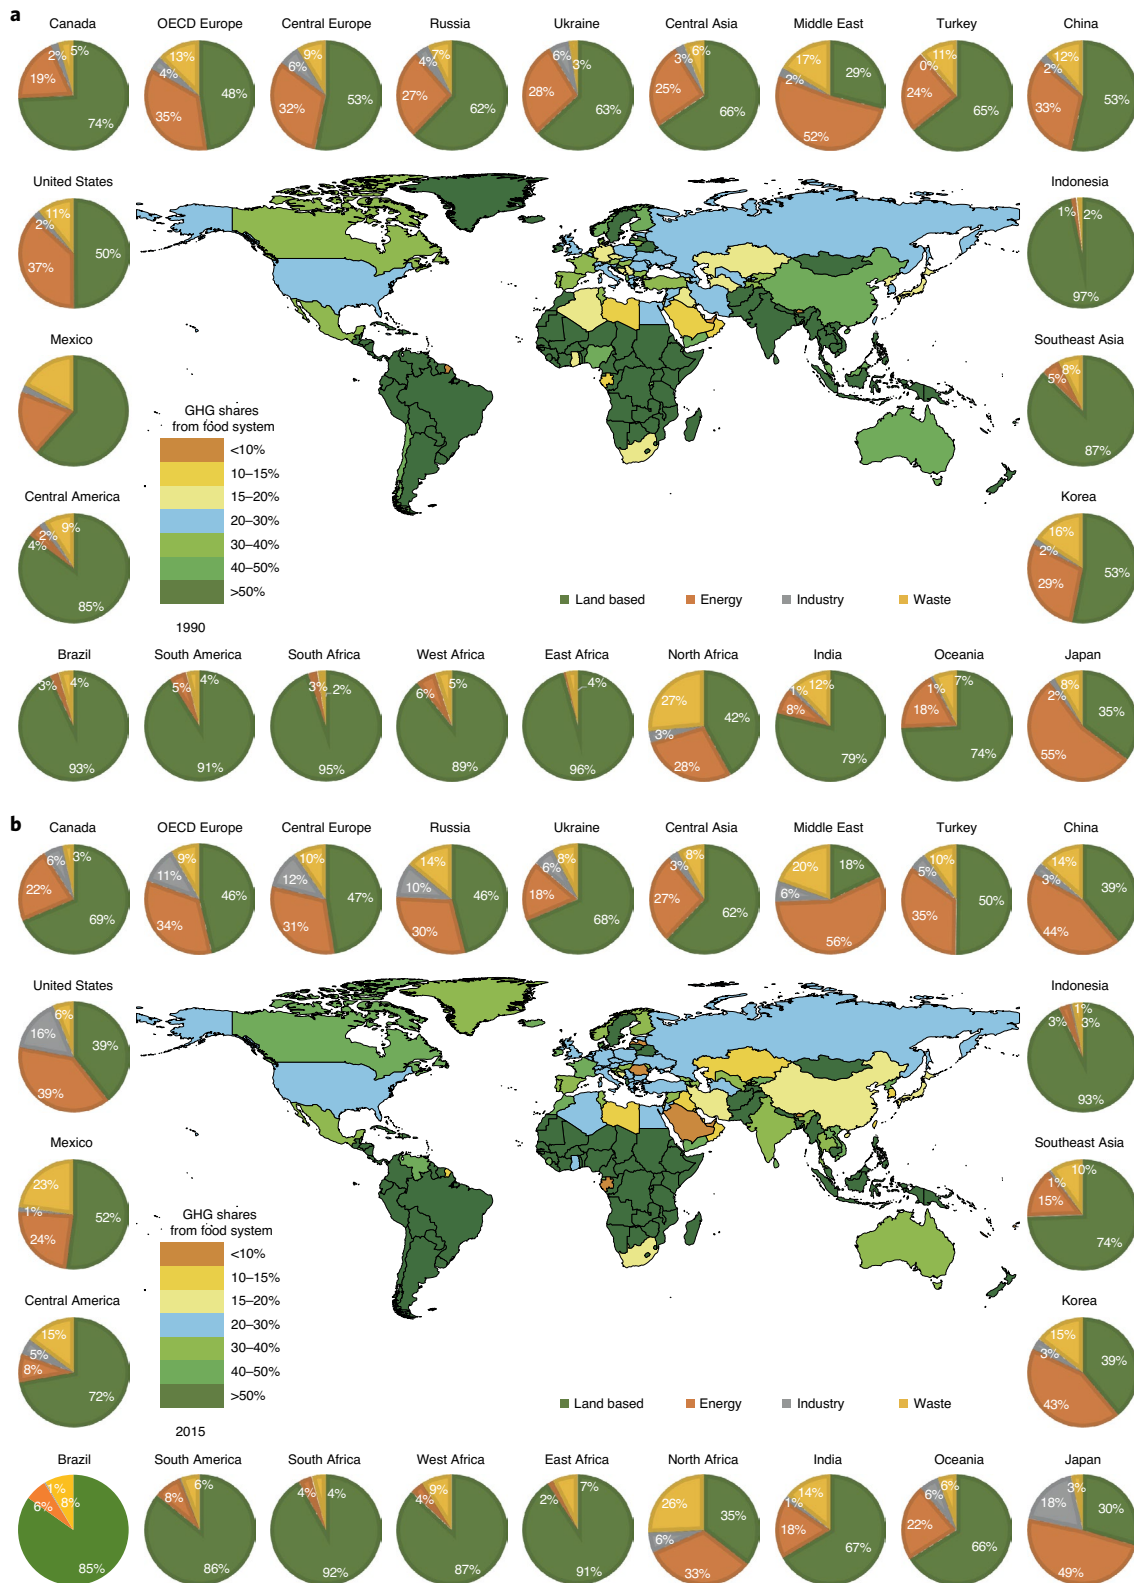 a
Canada
OECD Europe
Central Europe
Russia
Ukraine
Central Asia
Middle East
Turkey
China
2% 5%
19%
74%
13%
4%
48%
35%
9%
6%
53%
32%
7%
4%
27%
62%
6% 3%
28%
63%
6%
3%
25%
66%
17%
2%
29%
52%
11%
0%
24%
65%
12%
2%
33%
53%
United States
11%
2%
50%
37%
Indonesia
1% 2%
97%
Mexico
Southeast Asia
8%
5%
87%
Central America
9%
2%
4%
85%
Korea
16%
2%
53%
29%
GHG shares
from food system
<10%
10–15%
15–20%
20–30%
30–40%
40–50%
>50%
1990
Land based
Energy
Industry
Waste
Brazil
South America
South Africa
West Africa
East Africa
North Africa
India
Oceania
Japan
3% 4%
93%
5% 4%
91%
3% 2%
95%
6% 5%
89%
4%
96%
27%
42%
3%
28%
12%
1%
8%
79%
7%
1%
18%
74%
8%
2%
35%
55%
b
Canada
OECD Europe
Central Europe
Russia
Ukraine
Central Asia
Middle East
Turkey
China
6% 3%
22%
69%
9%
11%
46%
34%
10%
12%
47%
31%
14%
10%
46%
30%
8%
6%
18%
68%
8%
3%
27%
62%
20%
18%
6%
56%
10%
5%
35%
50%
14%
3%
39%
44%
United States
6%
16%
39%
39%
Indonesia
1%
3% 3%
93%
Mexico
23%
1%
52%
24%
Southeast Asia
10%
1%
15%
74%
Central America
15%
5%
8%
72%
Korea
15%
3%
39%
43%
GHG shares
from food system
<10%
10–15%
15–20%
20–30%
30–40%
40–50%
>50%
2015
Land based
Energy
Industry
Waste
Brazil
South America
South Africa
West Africa
East Africa
North Africa
India
Oceania
Japan
1%
6% 8%
85%
6%
8%
86%
4% 4%
92%
9%
4%
87%
7%
2%
91%
26%
35%
6%
33%
14%
1%
18%
67%
6%
6%
22%
66%
3%
18%
30%
49%